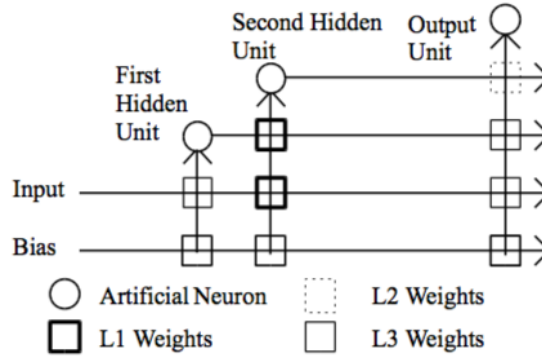 Second Hidden
Unit
Output
Unit
First
Hidden
Unit
Input
Bias
Artificial Neuron
L2 Weights
L1 Weights
L3 Weights